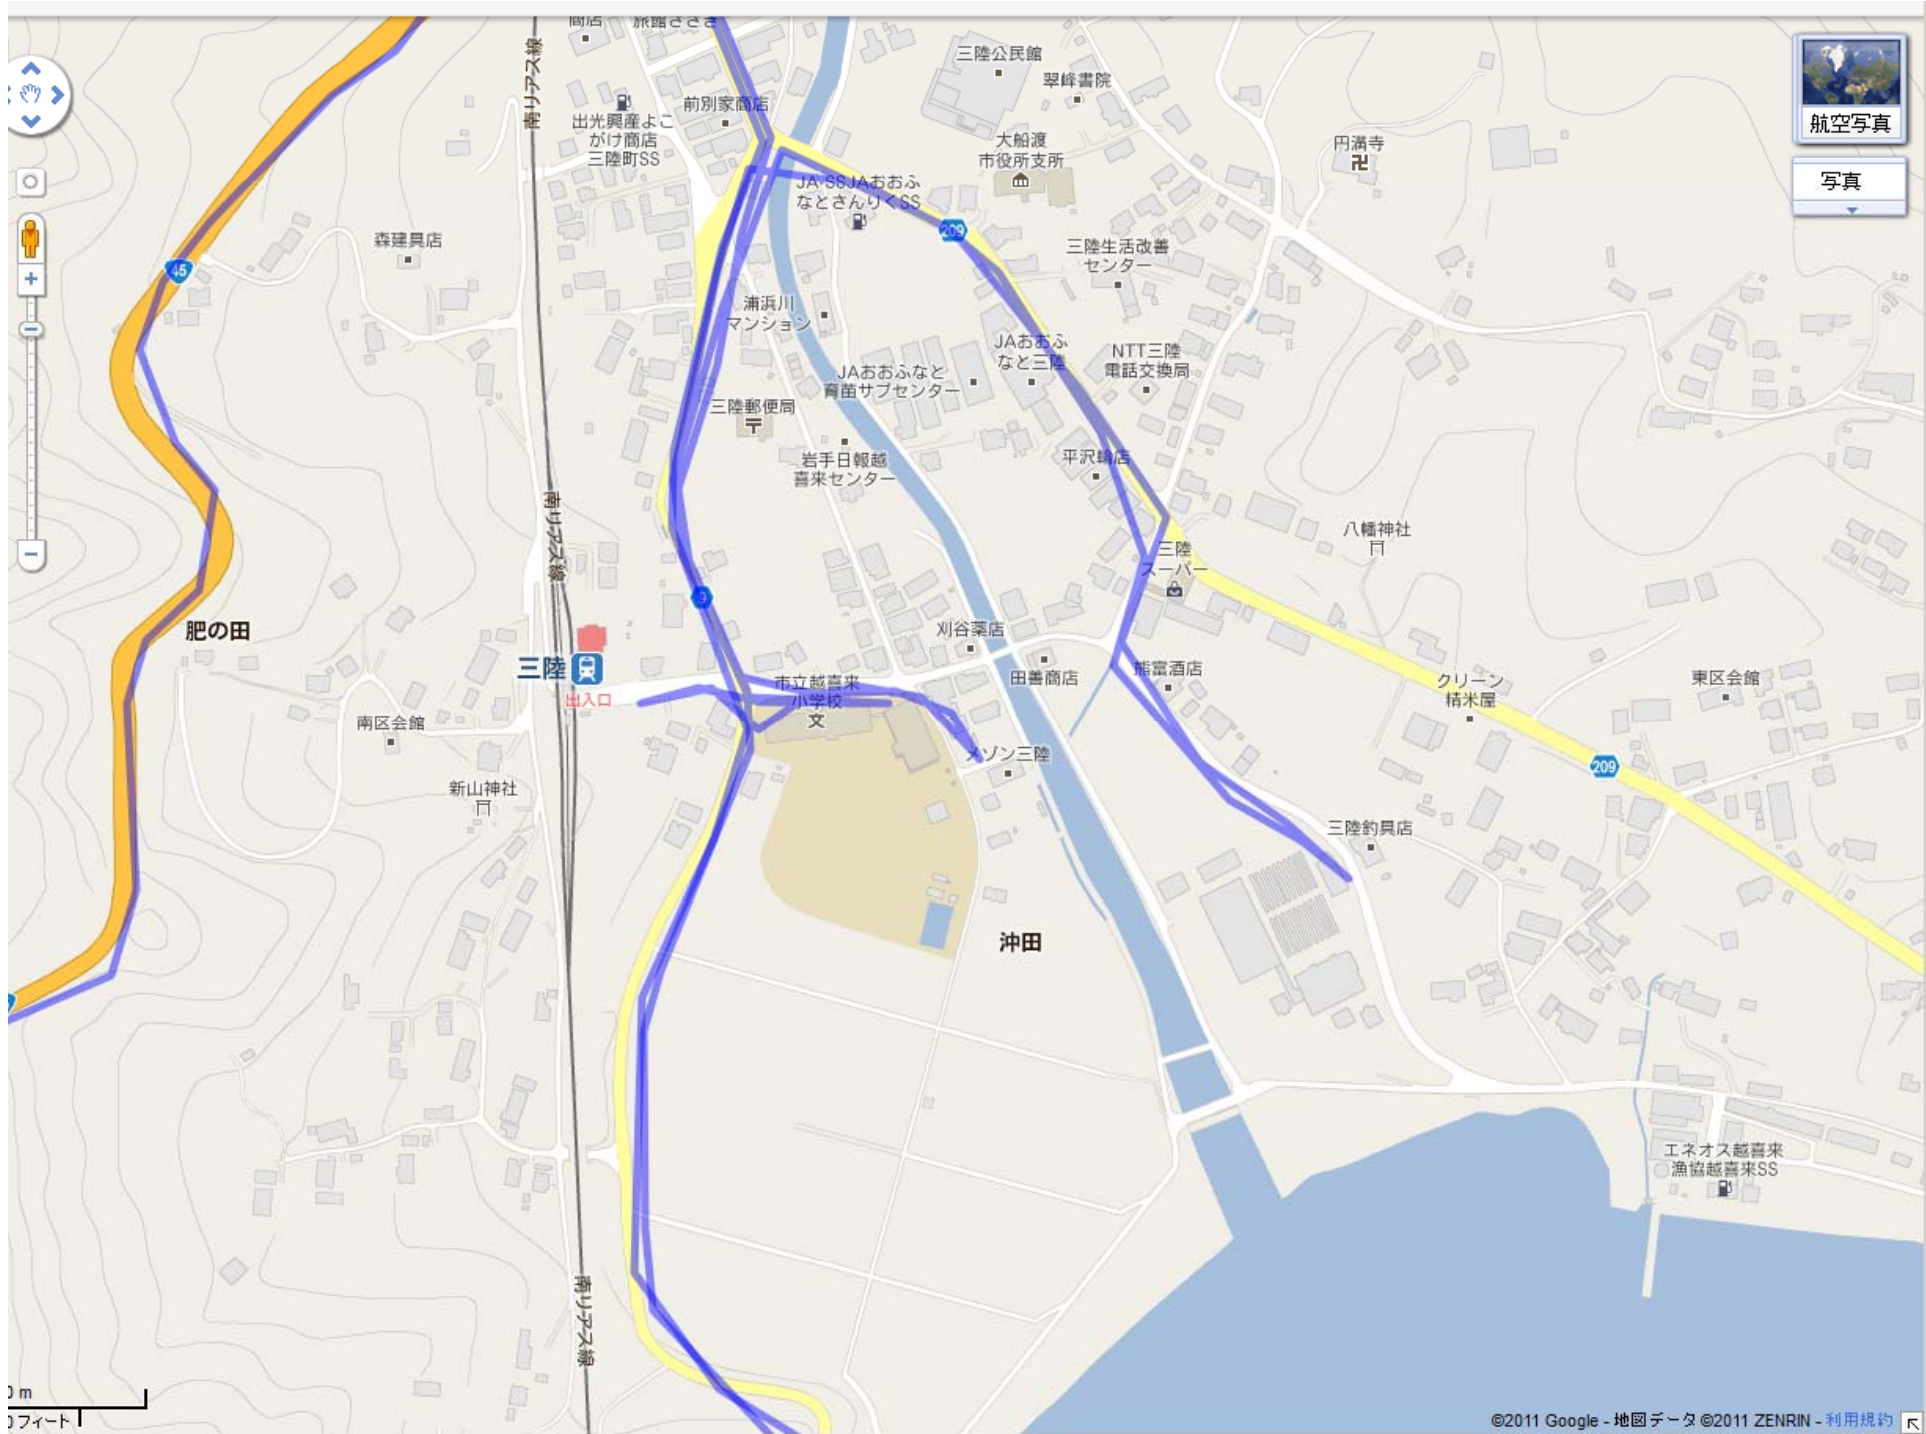 商店
旅館ささき
南リアス線
三陸公民館
翠峰書院
航空写真
写真
前別家商店
出光興産よこ
がけ商店
三陸町SS
大船渡
市役所支所
円満寺
JA-SSJAおおふ
なとさんりくSS
209
森建具店
45
三陸生活改善
センター
浦浜川
マンション
JAおおふ
なと三陸
NTT三陸
電話交換局
JAおおふなと
育苗サブセンター
三陸郵便局
岩手日報越
喜来センター
平沢輪店
南リアス線
八幡神社
三陸
スーパー
9
肥の田
刈谷薬店
三陸
出入口
市立越喜来
小学校
文
田善商店
熊富酒店
クリーン
精米屋
東区会館
南区会館
メゾン三陸
209
新山神社
三陸釣具店
沖田
エネオス越喜来
漁協越喜来SS
南リアス線
0 m
0 フィート
©2011 Google - 地図データ ©2011 ZENRIN - 利用規約